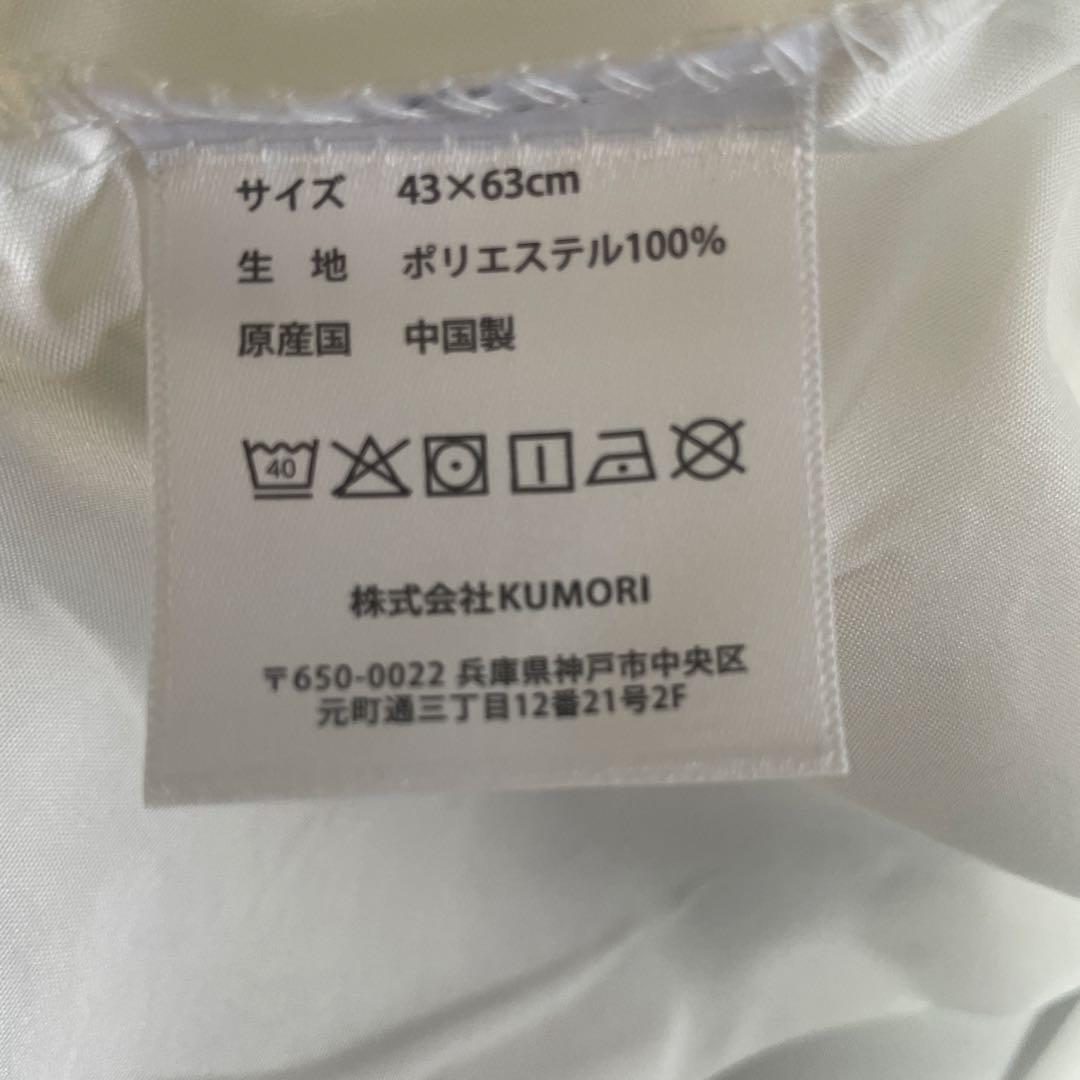 サイズ 43×63cm
生 地 ポリエステル100%
原産国 中国製
40
株式会社KUMORI
〒650-0022 兵庫県神戸市中央区
元町通三丁目12番21号2F